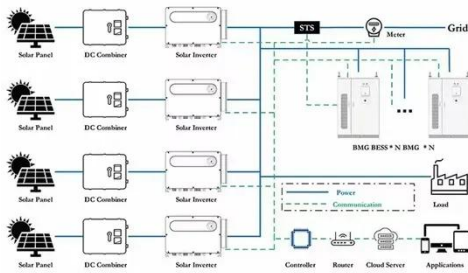 STS
Meter
Grid
Solar Panel
DC Combiner
Solar Inverter
Solar Panel
DC Combiner
Solar Inverter
BMG BESS * N BMG * N
Solar Panel
DC Combiner
Solar Inverter
Load
Power
Communication
Solar Panel
DC Combiner
Solar Inverter
Controller
Router
Cloud Server
Applications